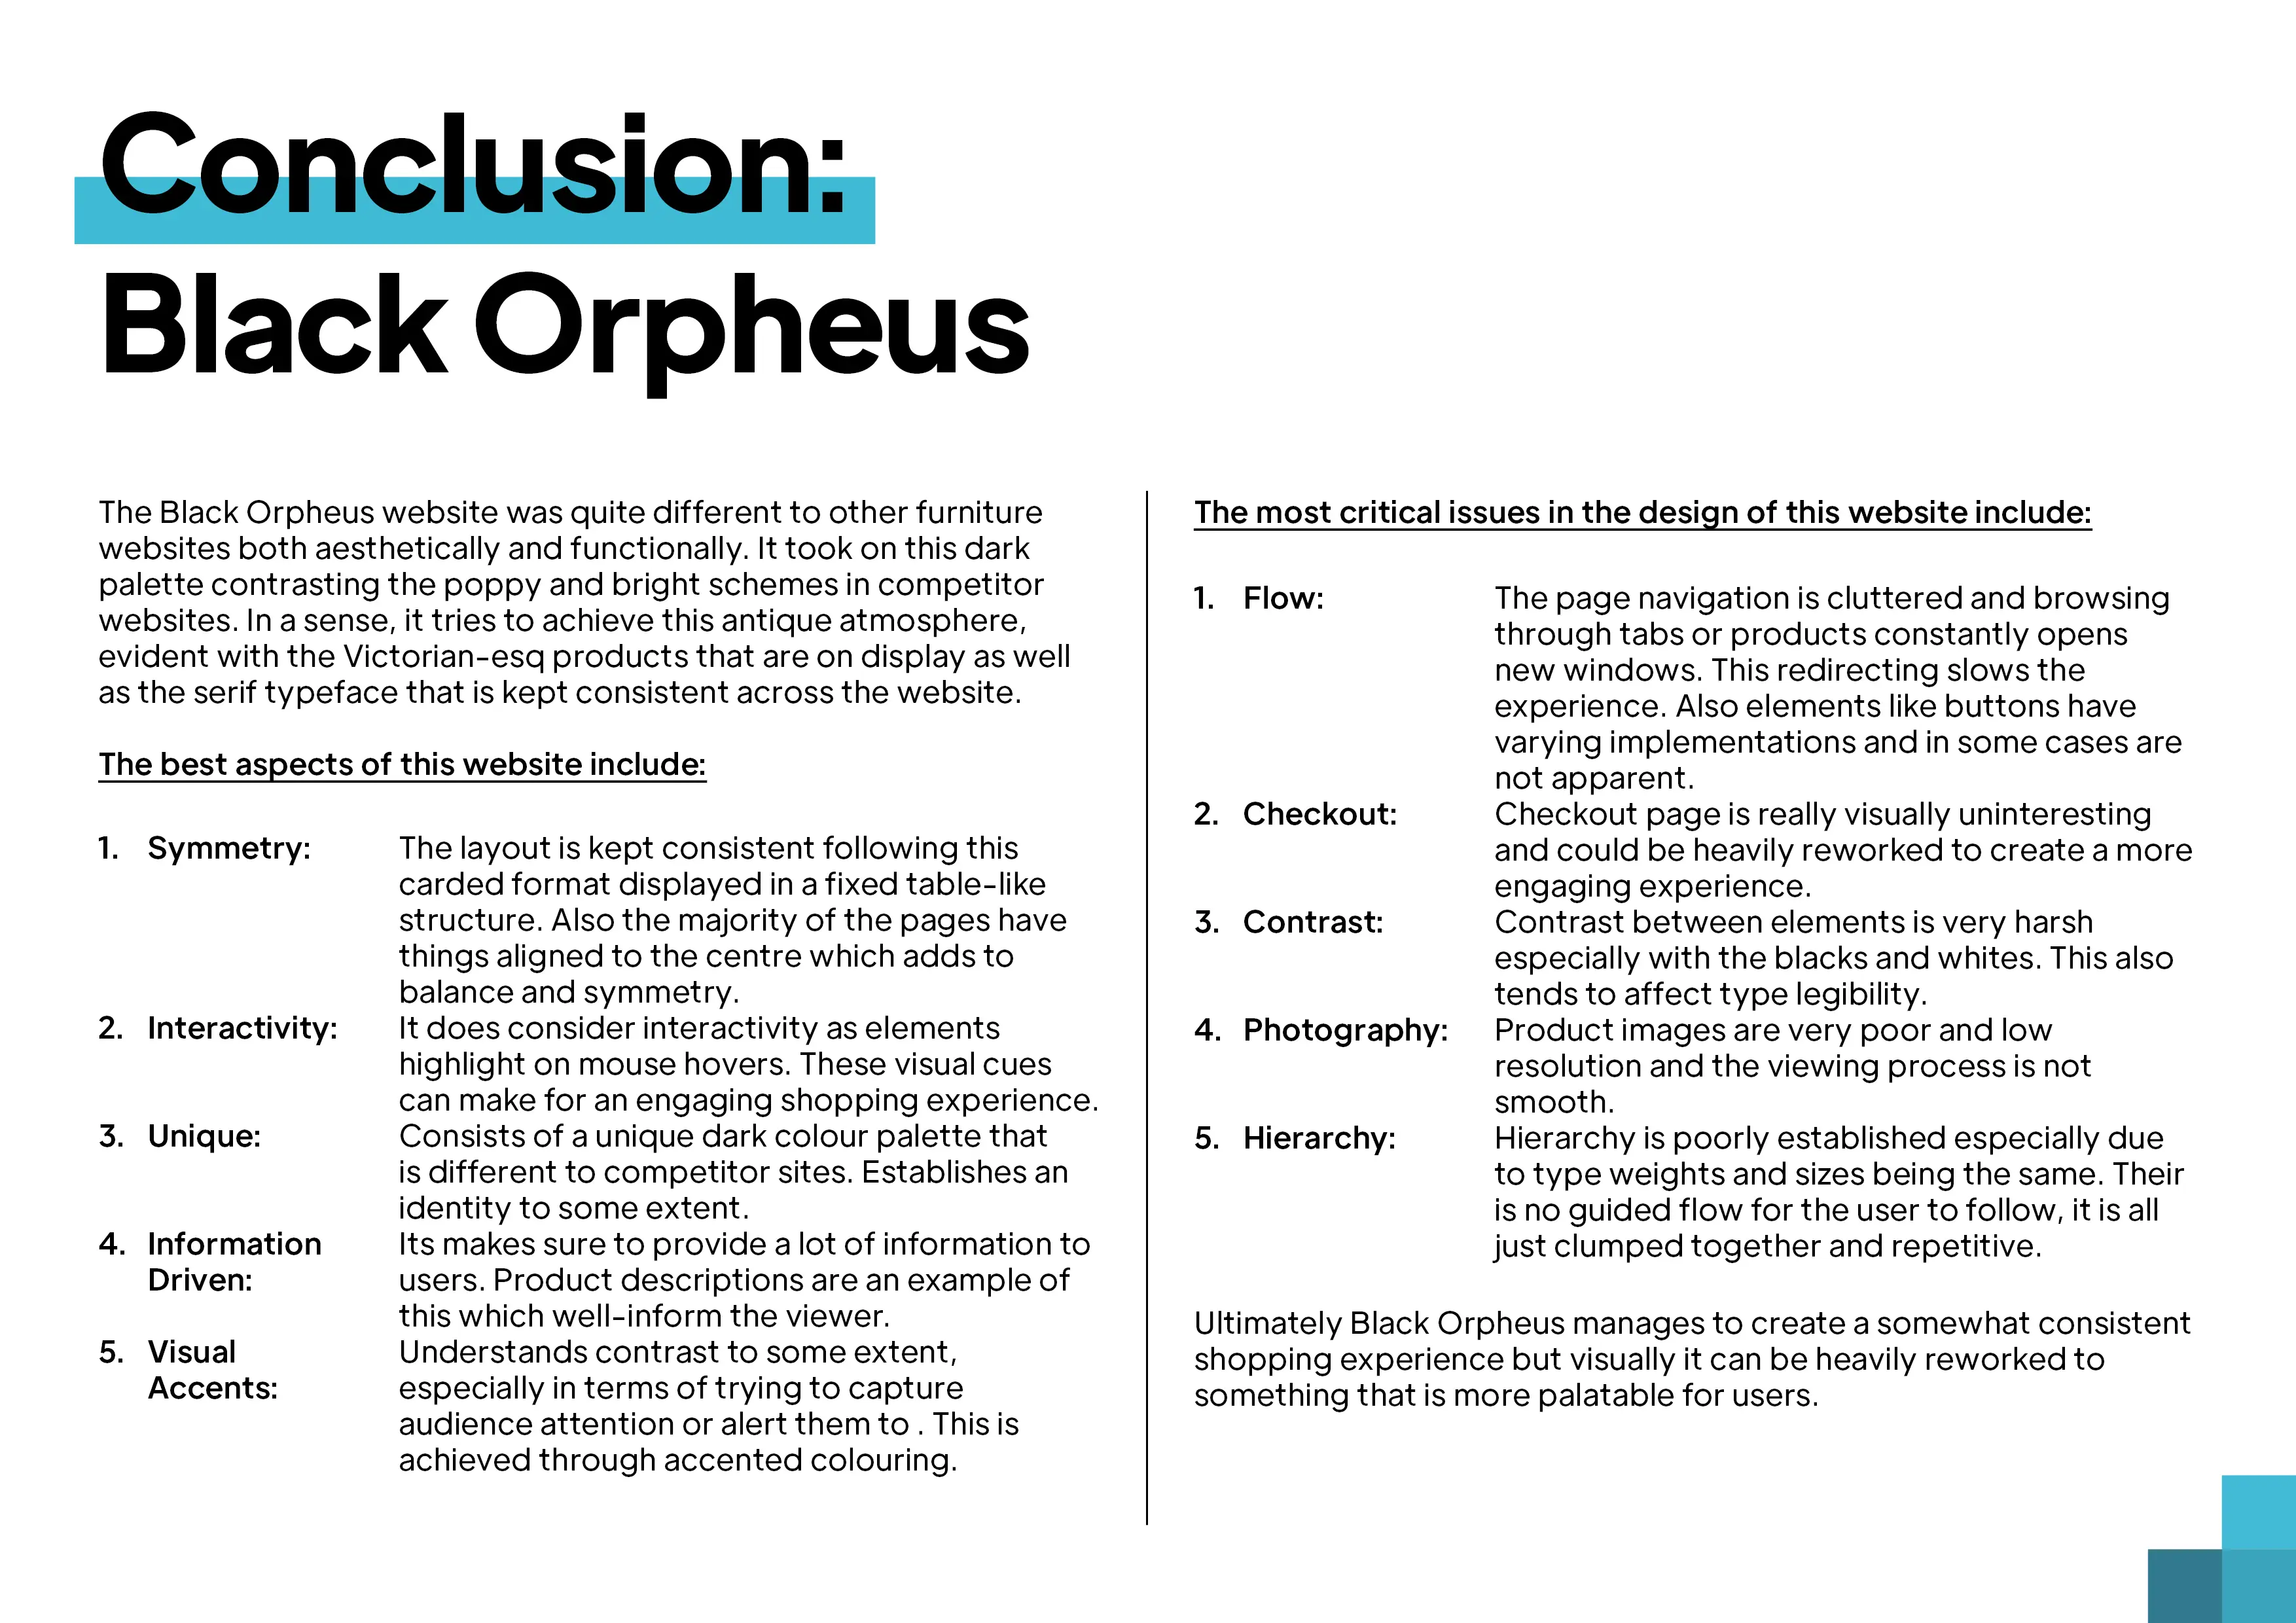 Conclusion:
Black Orpheus
The Black Orpheus website was quite different to other furniture
websites both aesthetically and functionally. It took on this dark
palette contrasting the poppy and bright schemes in competitor
websites. In a sense, it tries to achieve this antique atmosphere,
evident with the Victorian-esq products that are on display as well
as the serif typeface that is kept consistent across the website.
The best aspects of this website include:
1. Symmetry: The layout is kept consistent following this
carded format displayed in a fixed table-like
structure. Also the majority of the pages have
things aligned to the centre which adds to
balance and symmetry.
2. Interactivity: It does consider interactivity as elements
highlight on mouse hovers. These visual cues
can make for an engaging shopping experience.
3. Unique: Consists of a unique dark colour palette that
is different to competitor sites. Establishes an
identity to some extent.
4. Information Its makes sure to provide a lot of information to
Driven: users. Product descriptions are an example of
this which well-inform the viewer.
5. Visual Understands contrast to some extent,
Accents: especially in terms of trying to capture
audience attention or alert them to . This is
achieved through accented colouring.
The most critical issues in the design of this website include:
1. Flow: The page navigation is cluttered and browsing
through tabs or products constantly opens
new windows. This redirecting slows the
experience. Also elements like buttons have
varying implementations and in some cases are
not apparent.
2. Checkout: Checkout page is really visually uninteresting
and could be heavily reworked to create a more
engaging experience.
3. Contrast: Contrast between elements is very harsh
especially with the blacks and whites. This also
tends to affect type legibility.
4. Photography: Product images are very poor and low
resolution and the viewing process is not
smooth.
5. Hierarchy: Hierarchy is poorly established especially due
to type weights and sizes being the same. Their
is no guided flow for the user to follow, it is all
just clumped together and repetitive.
Ultimately Black Orpheus manages to create a somewhat consistent
shopping experience but visually it can be heavily reworked to
something that is more palatable for users.